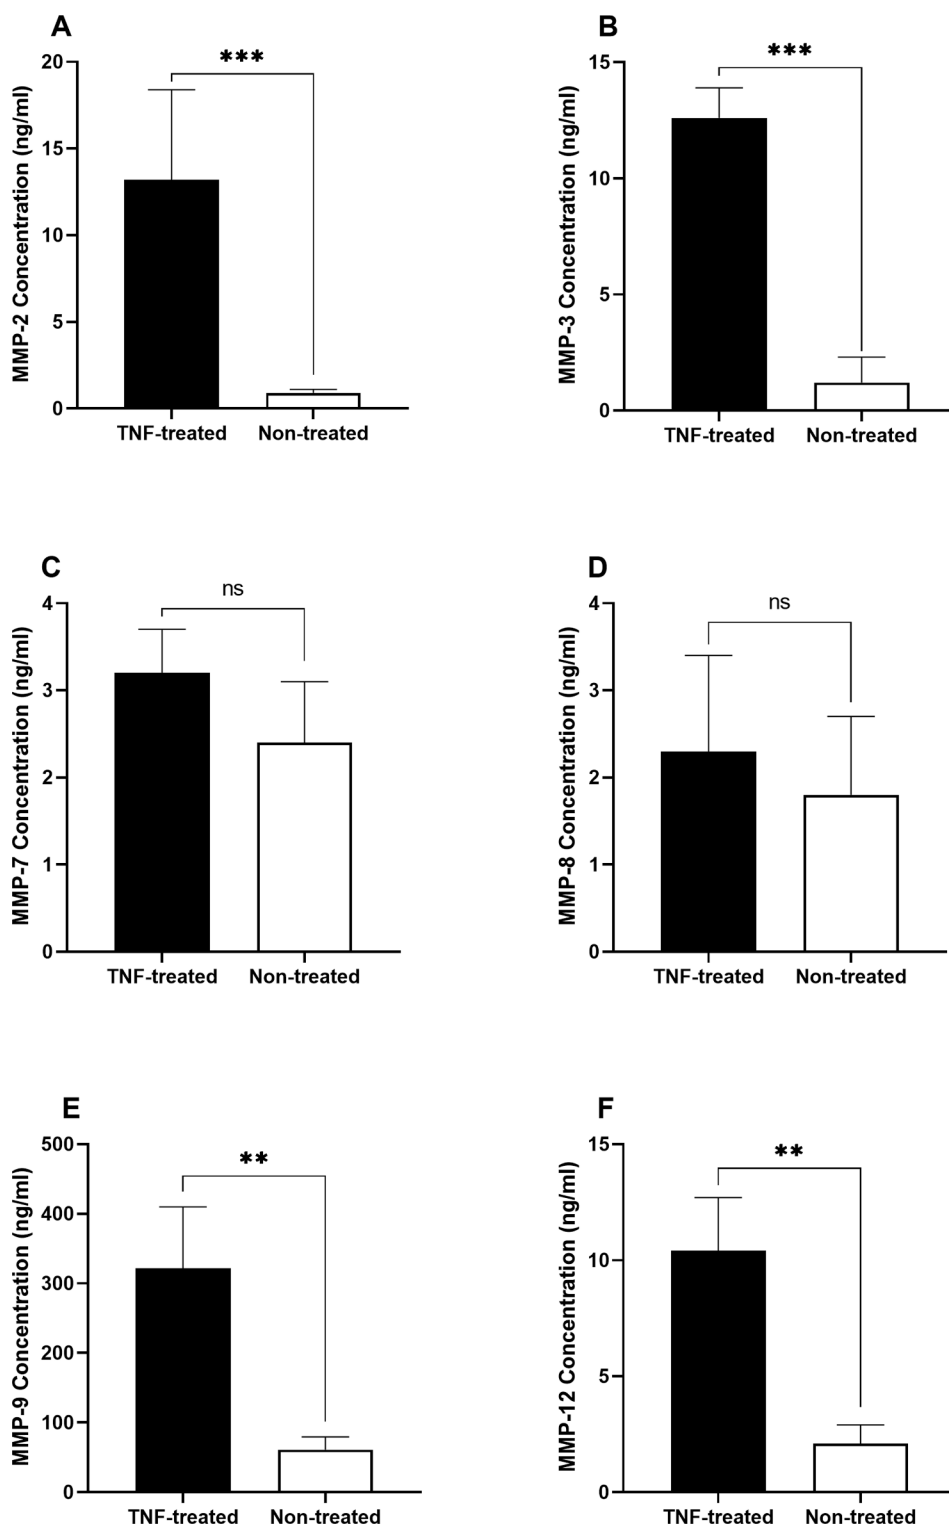 A
B
MMP-2 Concentration (ng/ml)
20
15
10
5
0
***
TNF-treated
Non-treated
MMP-3 Concentration (ng/ml)
15
10
5
0
***
TNF-treated
Non-treated
C
D
MMP-7 Concentration (ng/ml)
4
3
2
1
0
ns
TNF-treated
Non-treated
MMP-8 Concentration (ng/ml)
4
3
2
1
0
ns
TNF-treated
Non-treated
E
F
MMP-9 Concentration (ng/ml)
500
400
300
200
100
0
**
TNF-treated
Non-treated
MMP-12 Concentration (ng/ml)
15
10
5
0
**
TNF-treated
Non-treated